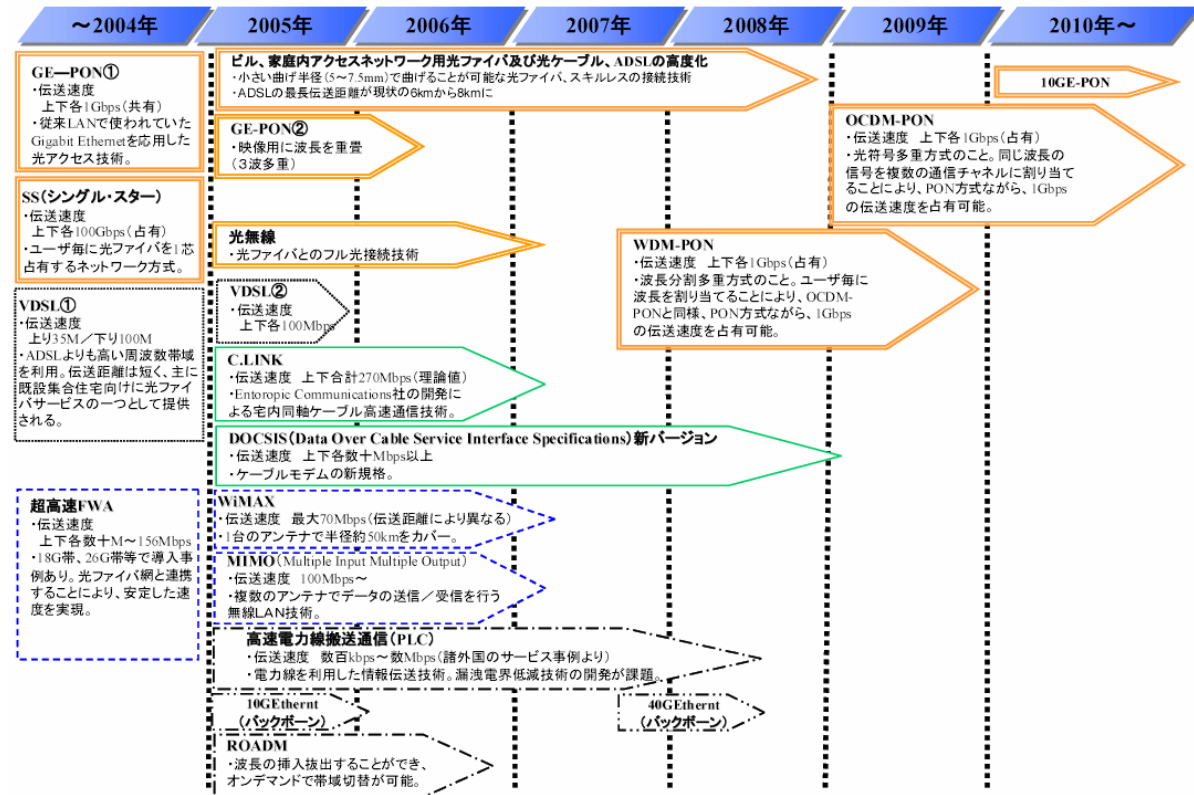 ～2004年
2005年
2006年
2007年
2008年
2009年
2010年～
GE―PON①
・伝送速度
上下各1Gbps（共有）
・従来LANで使われていた
Gigabit Ethernetを応用した
光アクセス技術。
SS（シングル・スター）
・伝送速度
上下各100Gbps（占有）
・ユーザ毎に光ファイバを1芯
占有するネットワーク方式。
VDSL①
・伝送速度
上り35M／下り100M
・ADSLよりも高い周波数帯域
を利用。伝送距離は短く、主に
既設集合住宅向けに光ファイ
バサービスの一つとして提供
される。
超高速FWA
・伝送速度
上下各数十M～156Mbps
・18G帯、26G帯等で導入事
例あり。光ファイバ網と連携
することにより、安定した速
度を実現。
ビル、家庭内アクセスネットワーク用光ファイバ及び光ケーブル、ADSLの高度化
・小さい曲げ半径（5～7.5mm）で曲げることが可能な光ファイバ、スキルレスの接続技術
・ADSLの最長伝送距離が現状の6kmから8kmに
GE-PON②
・映像用に波長を重畳
（3波多重）
光無線
・光ファイバとのフル光接続技術
VDSL②
・伝送速度
上下各100Mbps
C.LINK
・伝送速度 上下合計270Mbps（理論値）
・Entoropic Communications社の開発に
よる宅内同軸ケーブル高速通信技術。
DOCSIS（Data Over Cable Service Interface Specifications）新バージョン
・伝送速度 上下各数十Mbps以上
・ケーブルモデムの新規格。
WiMAX
・伝送速度 最大70Mbps（伝送距離により異なる）
・1台のアンテナで半径約50kmをカバー。
MIMO（Multiple Input Multiple Output）
・伝送速度 100Mbps～
・複数のアンテナでデータの送信／受信を行う
無線LAN技術。
高速電力線搬送通信（PLC）
・伝送速度 数百kbps～数Mbps（諸外国のサービス事例より）
・電力線を利用した情報伝送技術。漏洩電界低減技術の開発が課題。
10GEthernt
（バックボーン）
40GEthernt
（バックボーン）
ROADM
・波長の挿入抜出することができ、
オンデマンドで帯域切替が可能。
10GE-PON
OCDM-PON
・伝送速度 上下各1Gbps（占有）
・光符号多重方式のこと。同じ波長の
信号を複数の通信チャネルに割り当て
ることにより、PON方式ながら、1Gbps
の伝送速度を占有可能。
WDM-PON
・伝送速度 上下各1Gbps（占有）
・波長分割多重方式のこと。ユーザ毎に
波長を割り当てることにより、OCDM-
PONと同様、PON方式ながら、1Gbps
の伝送速度を占有可能。